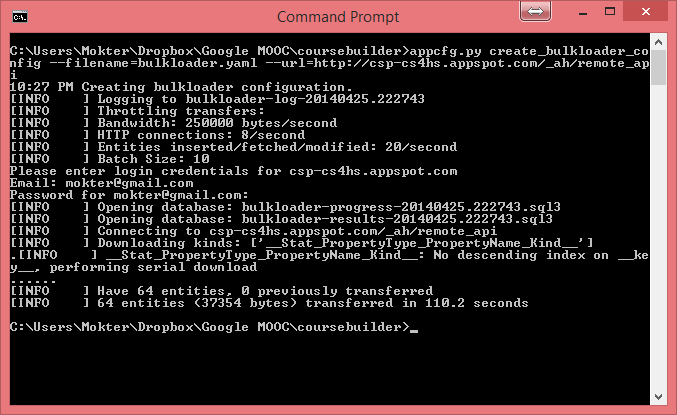 Command Prompt
C:\Users\Mokter\Dropbox\Google MOOC\coursebuilder>appcfg.py create_bulkloader_co
nfig --filename=bulkloader.yaml --url=http://csp-cs4hs.appspot.com/_ah/remote_ap
i
10:27 PM Creating bulkloader configuration.
[INFO    ] Logging to bulkloader-log-20140425.222743
[INFO    ] Throttling transfers:
[INFO    ] Bandwidth: 250000 bytes/second
[INFO    ] HTTP connections: 8/second
[INFO    ] Entities inserted/fetched/modified: 20/second
[INFO    ] Batch Size: 10
Please enter login credentials for csp-cs4hs.appspot.com
Email: mokter@gmail.com
Password for mokter@gmail.com:
[INFO    ] Opening database: bulkloader-progress-20140425.222743.sql3
[INFO    ] Opening database: bulkloader-results-20140425.222743.sql3
[INFO    ] Connecting to csp-cs4hs.appspot.com/_ah/remote_api
[INFO    ] Downloading kinds: ['__Stat_PropertyType_PropertyName_Kind__']
.[INFO    ] __Stat_PropertyType_PropertyName_Kind__: No descending index on __ke
y__, performing serial download
......
[INFO    ] Have 64 entities, 0 previously transferred
[INFO    ] 64 entities (37354 bytes) transferred in 110.2 seconds
C:\Users\Mokter\Dropbox\Google MOOC\coursebuilder>_